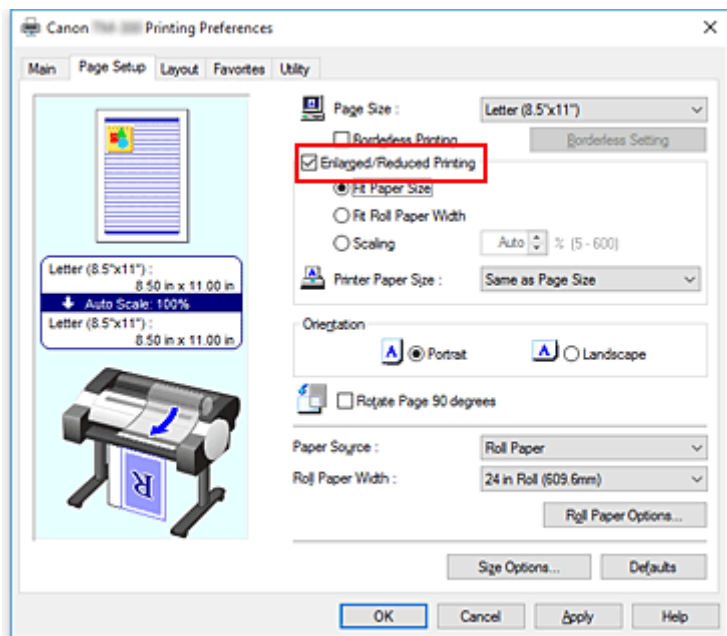 Canon Printing Preferences
Main Page Setup Layout Favorites Utility
Page Size : Letter (8.5"x11")
Borderless Printing Borderless Setting
Enlarged/Reduced Printing
Fit Paper Size
Fit Roll Paper Width
Scaling Auto % (5 - 600)
Printer Paper Size : Same as Page Size
Letter (8.5"x11") :
8.50 in x 11.00 in
Auto Scale: 100%
Letter (8.5"x11") :
8.50 in x 11.00 in
Orientation
A Portrait A Landscape
Rotate Page 90 degrees
Paper Source : Roll Paper
Roll Paper Width : 24 in Roll (609.6mm)
R
Roll Paper Options...
Size Options... Defaults
OK Cancel Apply Help